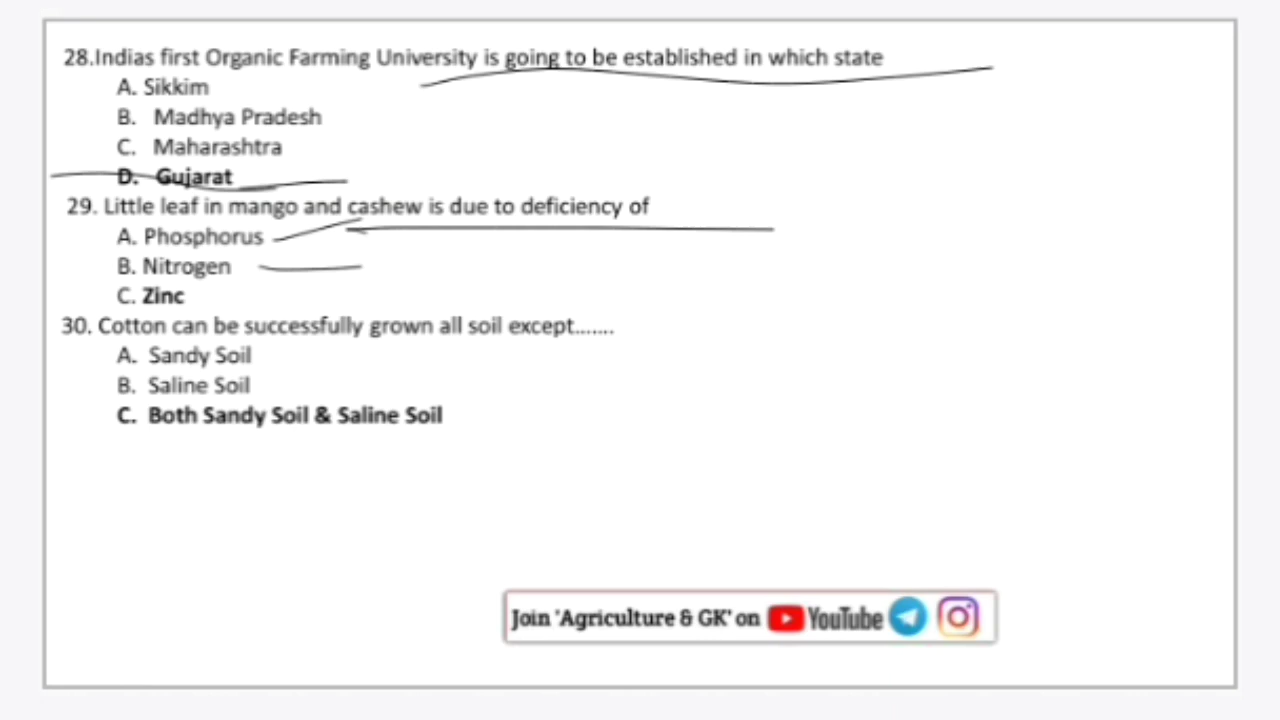 28.Indias first Organic Farming University is going to be established in which state
A. Sikkim
B. Madhya Pradesh
C. Maharashtra
D. Gujarat
29. Little leaf in mango and cashew is due to deficiency of
A. Phosphorus
B. Nitrogen
C. Zinc
30. Cotton can be successfully grown all soil except.......
A. Sandy Soil
B. Saline Soil
C. Both Sandy Soil & Saline Soil
Join 'Agriculture & GK' on YouTube